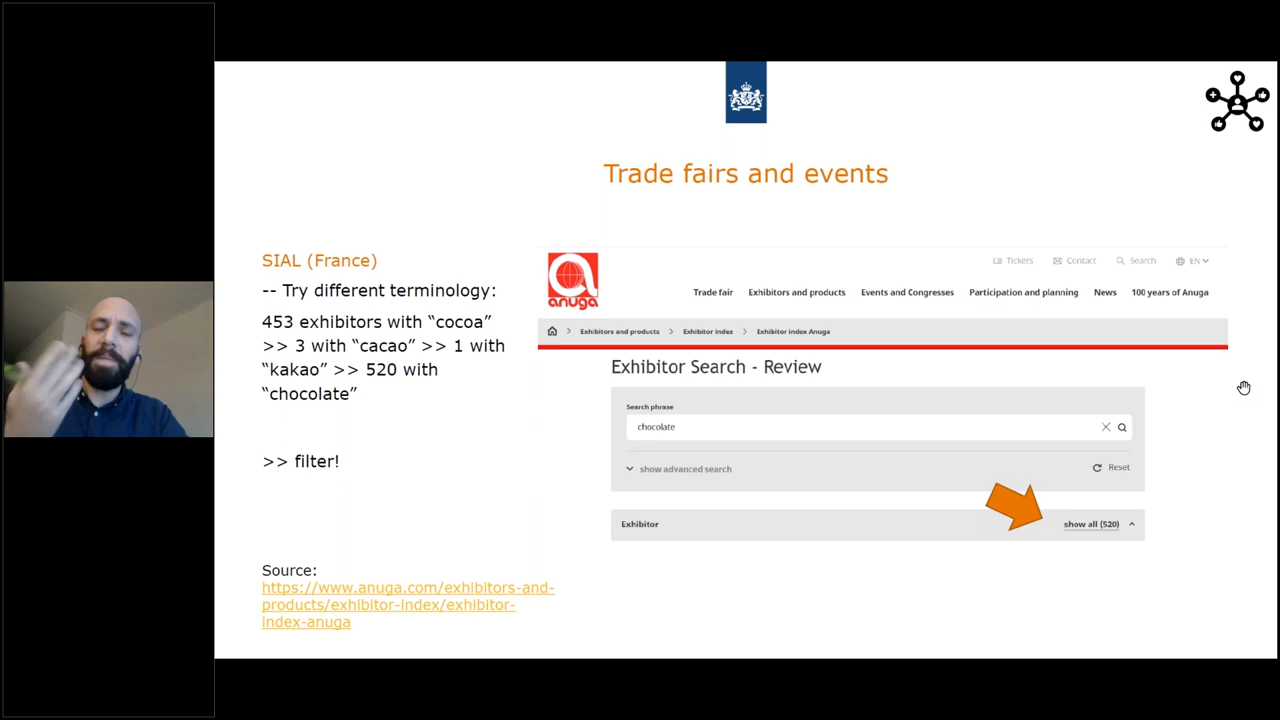 Trade fairs and events
SIAL (France)
-- Try different terminology:
453 exhibitors with “cocoa”
>> 3 with “cacao” >> 1 with
“kakao” >> 520 with
“chocolate”
>> filter!
Source:
https://www.anuga.com/exhibitors-and-
products/exhibitor-index/exhibitor-
index-anuga
anuga
Tickets Contact Search EN
Trade fair Exhibitors and products Events and Congresses Participation and planning News 100 years of Anuga
Exhibitors and products Exhibitor index Exhibitor index Anuga
Exhibitor Search - Review
Search phrase
chocolate
show advanced search Reset
Exhibitor show all (520)